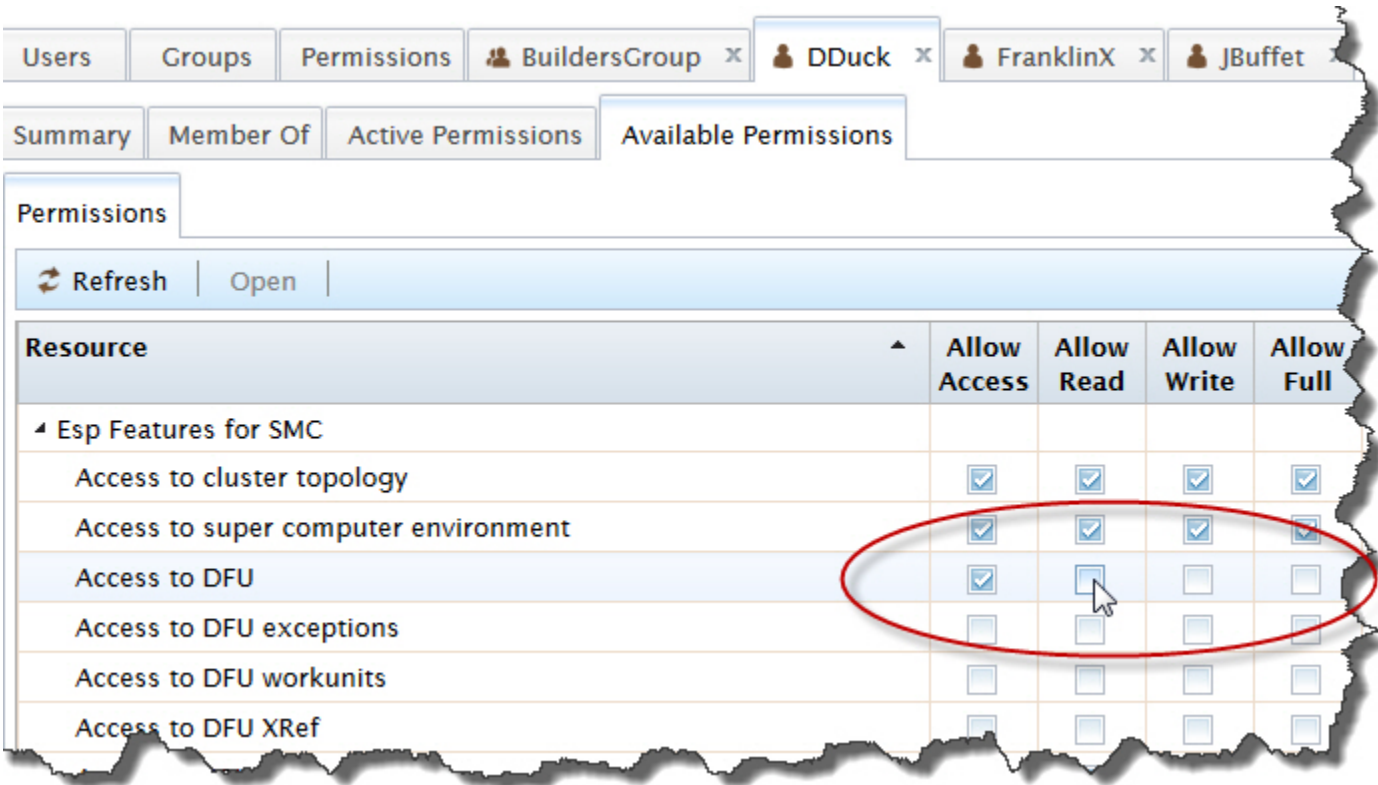 Users Groups Permissions BuildersGroup x DDuck x FranklinX x JBuffet
Summary Member Of Active Permissions Available Permissions
Permissions
Refresh Open
Resource Allow Access Allow Read Allow Write Allow Full
Esp Features for SMC
Access to cluster topology
Access to super computer environment
Access to DFU
Access to DFU exceptions
Access to DFU workunits
Access to DFU XRef